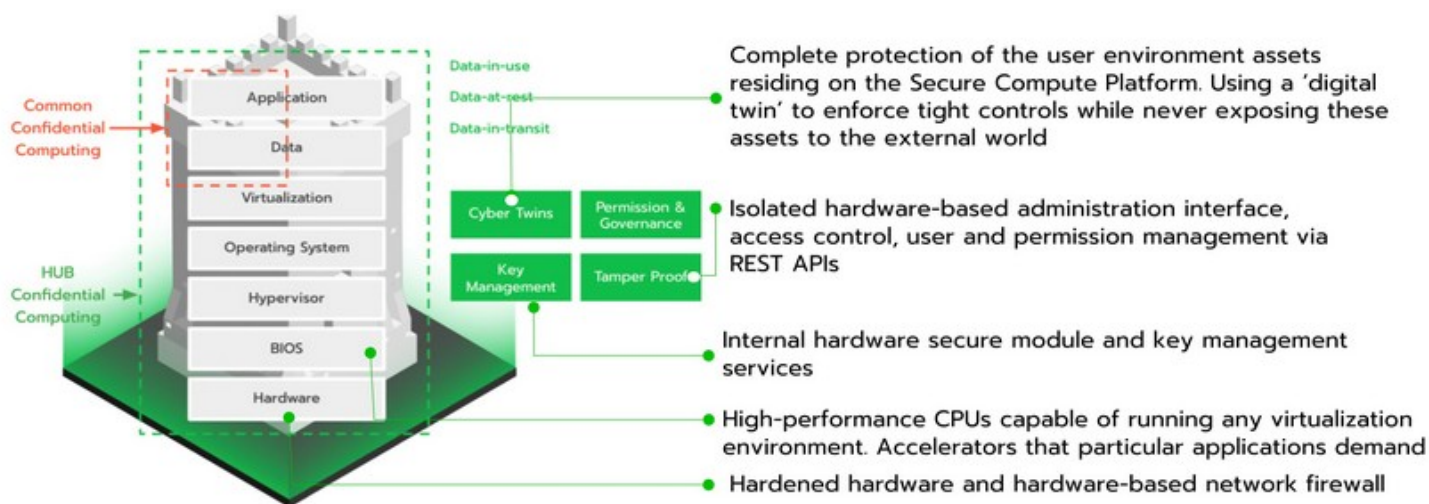 Common
Confidential
Computing
HUB
Confidential
Computing
Application
Data
Virtualization
Operating System
Hypervisor
BIOS
Hardware
Data-in-use
Data-at-rest
Data-in-transit
Cyber Twins
Permission &
Governance
Key
Management
Tamper Proof
Complete protection of the user environment assets
residing on the Secure Compute Platform. Using a ‘digital
twin’ to enforce tight controls while never exposing these
assets to the external world
Isolated hardware-based administration interface,
access control, user and permission management via
REST APIs
Internal hardware secure module and key management
services
High-performance CPUs capable of running any virtualization
environment. Accelerators that particular applications demand
Hardened hardware and hardware-based network firewall